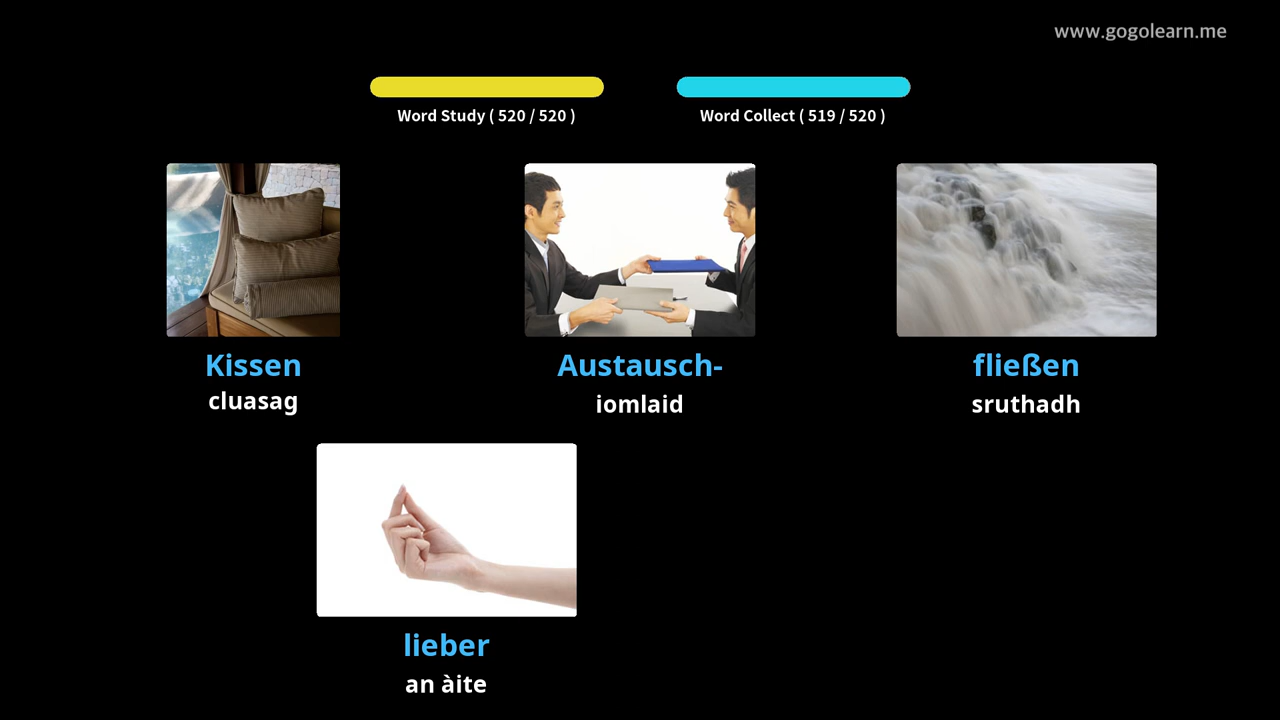 www.gogolearn.me
Word Study ( 520 / 520 )
Word Collect ( 519 / 520 )
Kissen
cluasag
Austausch-
iomlaid
fließen
sruthadh
lieber
an àite